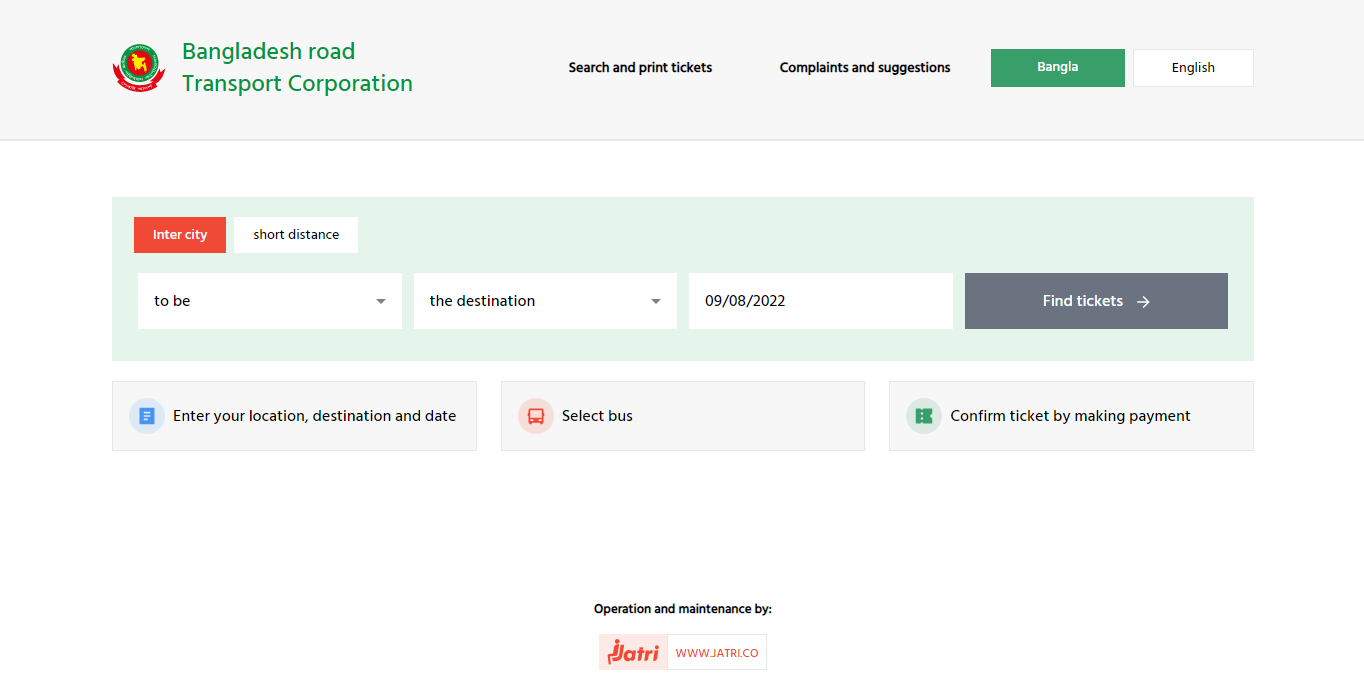 Bangladesh road
Transport Corporation
Search and print tickets
Complaints and suggestions
Bangla
English
Inter city
short distance
to be
the destination
09/08/2022
Find tickets
Enter your location, destination and date
Select bus
Confirm ticket by making payment
Operation and maintenance by:
Jatri
WWW.JATRI.CO